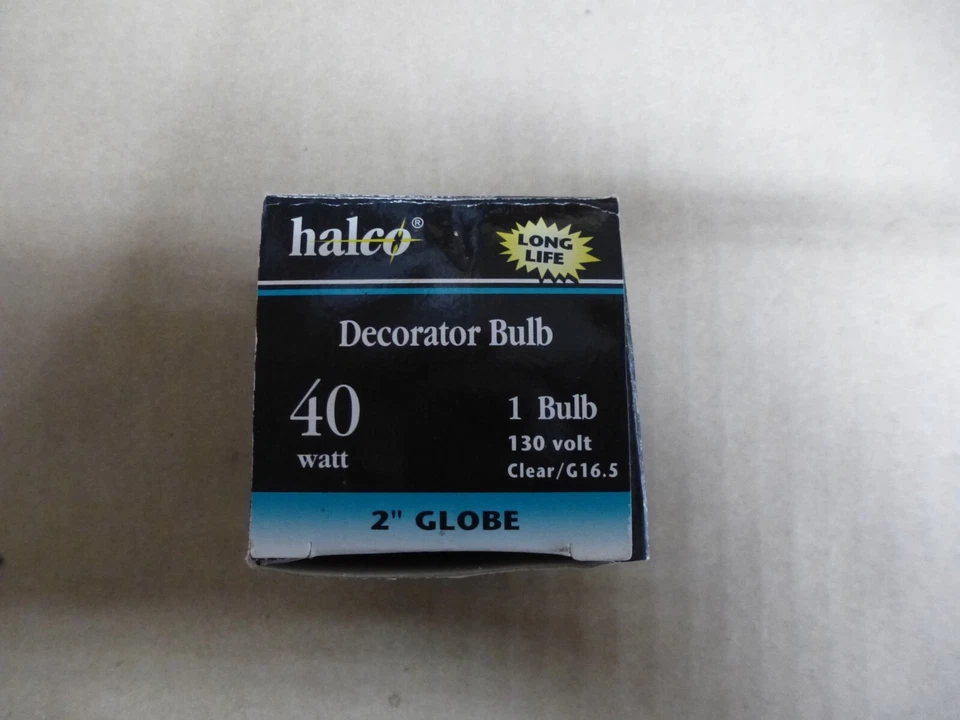 halco®
LONG
LIFE
Decorator Bulb
40
watt
1 Bulb
130 volt
Clear/G16.5
2" GLOBE